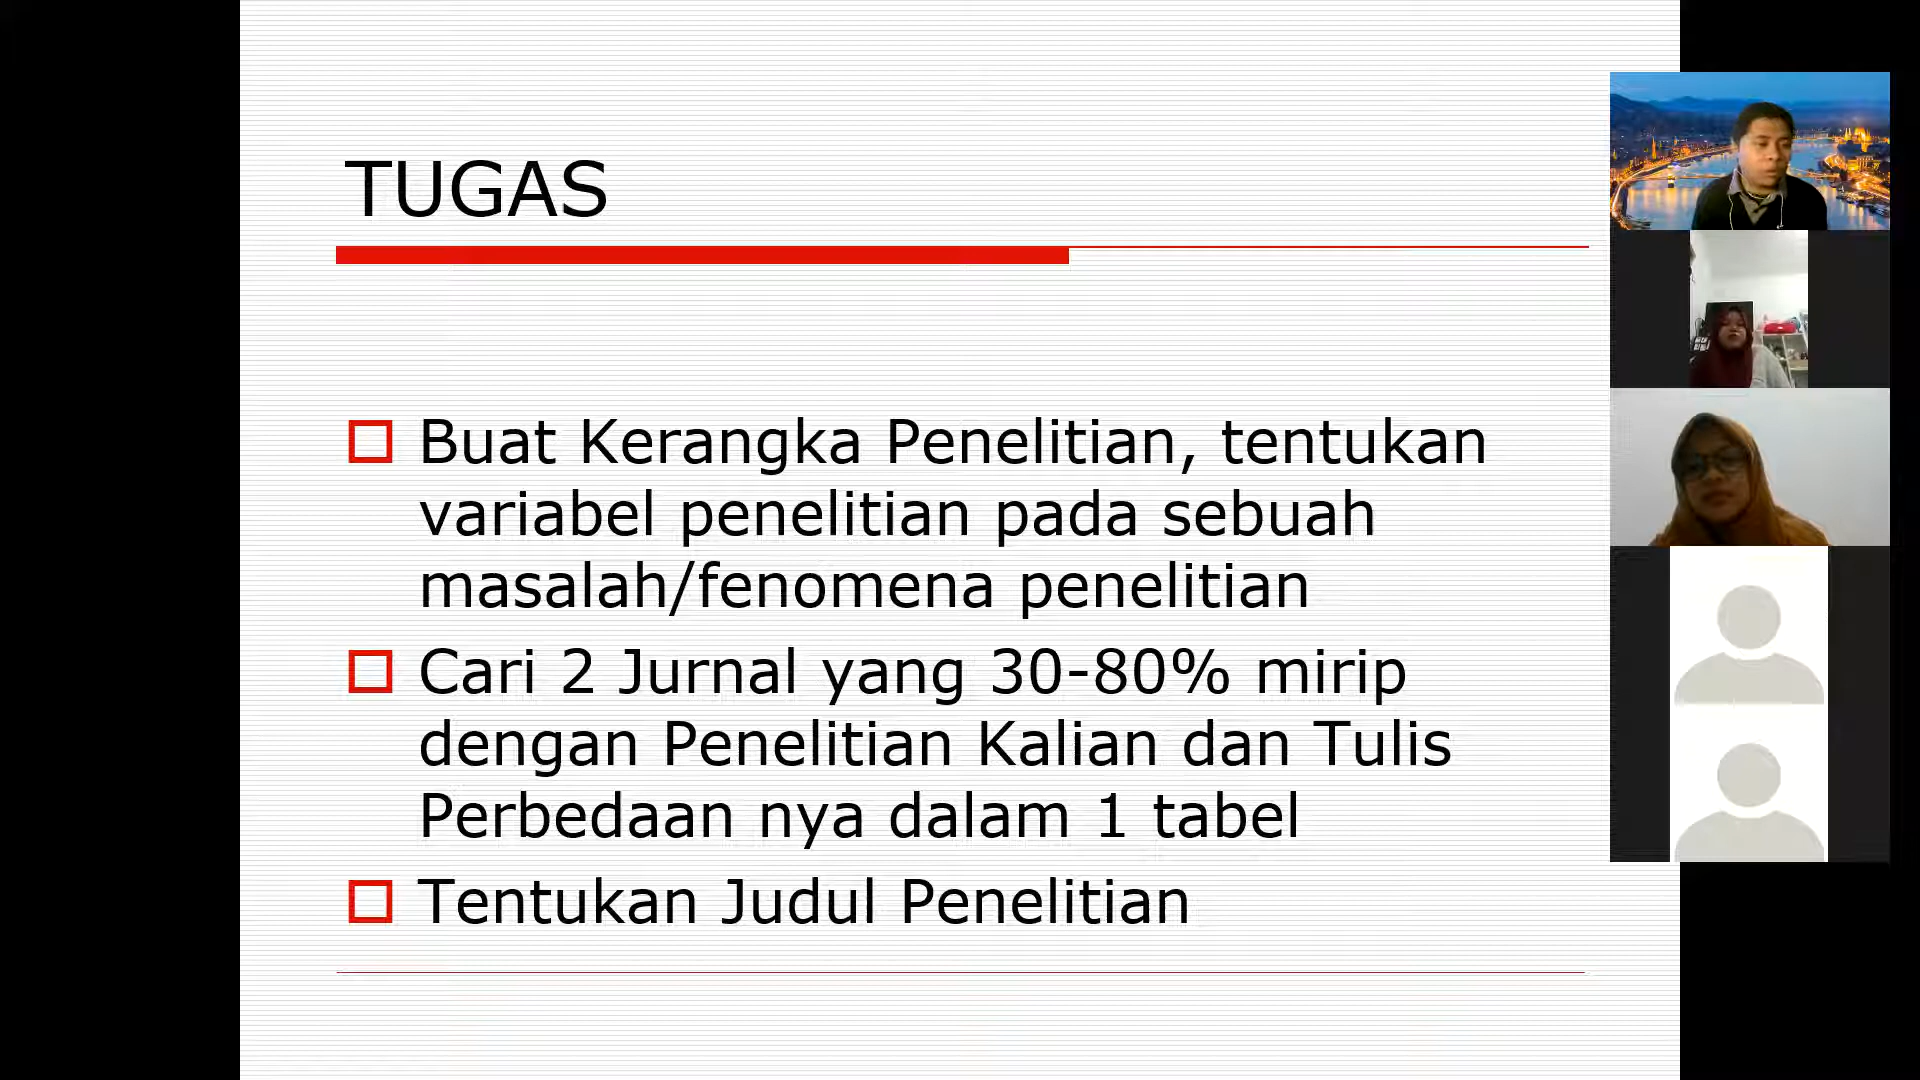 TUGAS
Buat Kerangka Penelitian, tentukan
variabel penelitian pada sebuah
masalah/fenomena penelitian
Cari 2 Jurnal yang 30-80% mirip
dengan Penelitian Kalian dan Tulis
Perbedaan nya dalam 1 tabel
Tentukan Judul Penelitian